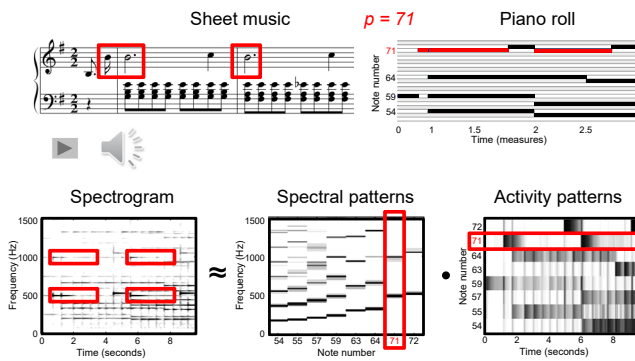 Sheet music
p = 71
Piano roll
Note number
71
64
59
54
0
1
2
2.5
Time (measures)
Spectrogram
≈
Spectral patterns
•
Activity patterns
Frequency (Hz)
1500
1000
500
0
0 2 4 6 8
Time (seconds)
Frequency (Hz)
1500
1000
500
0
54 55 57 59 63 64 71 72
Note number
Note number
72
71
64
63
59
57
55
54
0 2 4 6 8
Time (seconds)